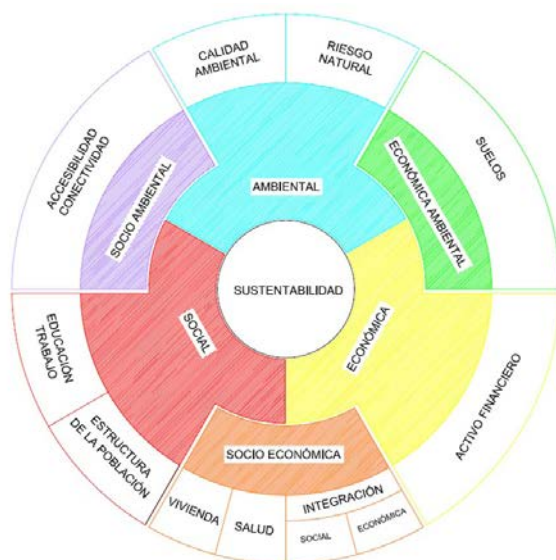 CALIDAD
AMBIENTAL
RIESGO
NATURAL
ACCESIBILIDAD
CONECTIVIDAD
SUELOS
SOCIO AMBIENTAL
AMBIENTAL
ECONÓMICA AMBIENTAL
SUSTENTABILIDAD
SOCIAL
ECONÓMICA
EDUCACIÓN
TRABAJO
ESTRUCTURA
DE LA POBLACIÓN
SOCIO ECONÓMICA
ACTIVO FINANCIERO
VIVIENDA
SALUD
INTEGRACIÓN
SOCIAL
ECONÓMICA